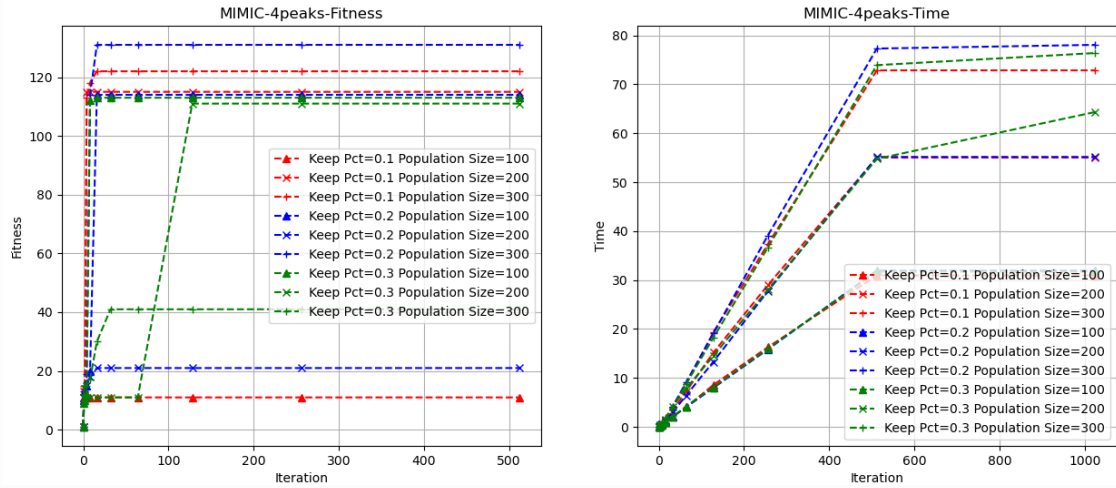 MIMIC-4peaks-Fitness
Fitness
120
100
80
60
40
20
0
0
100
200
300
400
500
Iteration
Keep Pct=0.1 Population Size=100
Keep Pct=0.1 Population Size=200
Keep Pct=0.1 Population Size=300
Keep Pct=0.2 Population Size=100
Keep Pct=0.2 Population Size=200
Keep Pct=0.2 Population Size=300
Keep Pct=0.3 Population Size=100
Keep Pct=0.3 Population Size=200
Keep Pct=0.3 Population Size=300
MIMIC-4peaks-Time
Time
80
70
60
50
40
30
20
10
0
0
200
400
600
800
1000
Iteration
Keep Pct=0.1 Population Size=100
Keep Pct=0.1 Population Size=200
Keep Pct=0.1 Population Size=300
Keep Pct=0.2 Population Size=100
Keep Pct=0.2 Population Size=200
Keep Pct=0.2 Population Size=300
Keep Pct=0.3 Population Size=100
Keep Pct=0.3 Population Size=200
Keep Pct=0.3 Population Size=300